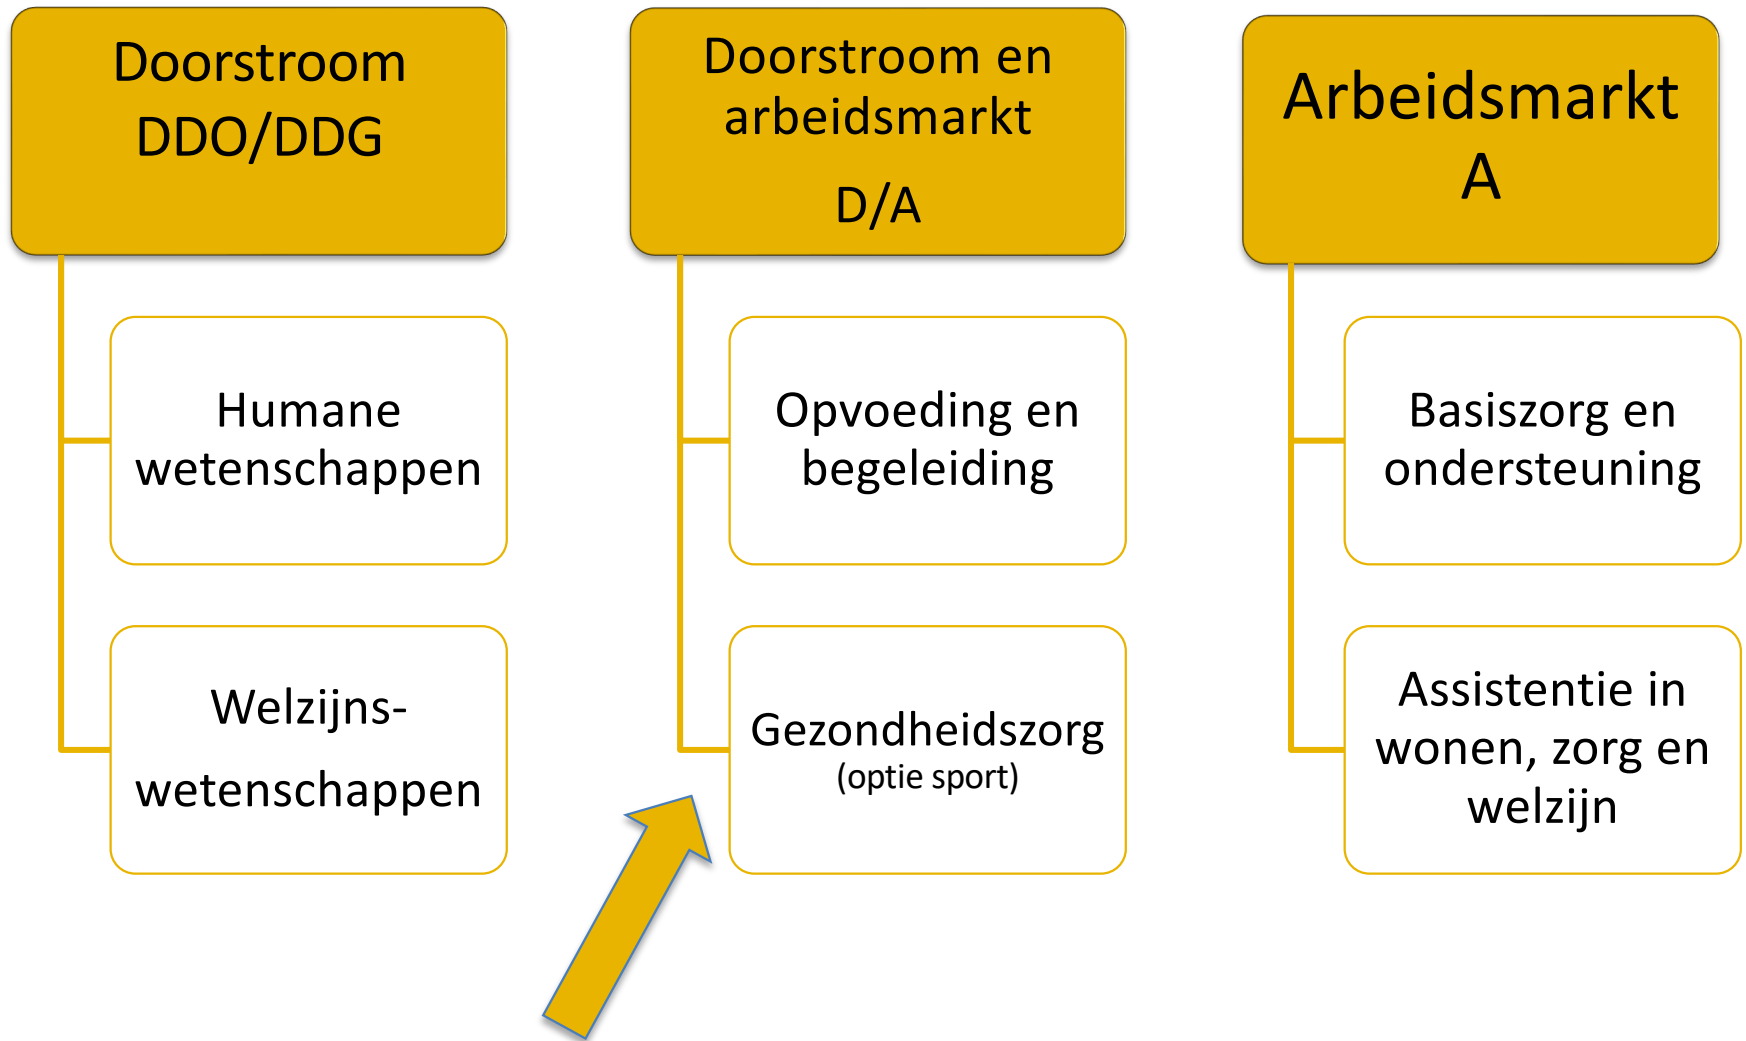 Doorstroom
DDO/DDG
Humane
wetenschappen
Welzijns-
wetenschappen
Doorstroom en
arbeidsmarkt
D/A
Opvoeding en
begeleiding
Gezondheidszorg
(optie sport)
Arbeidsmarkt
A
Basiszorg en
ondersteuning
Assistentie in
wonen, zorg en
welzijn